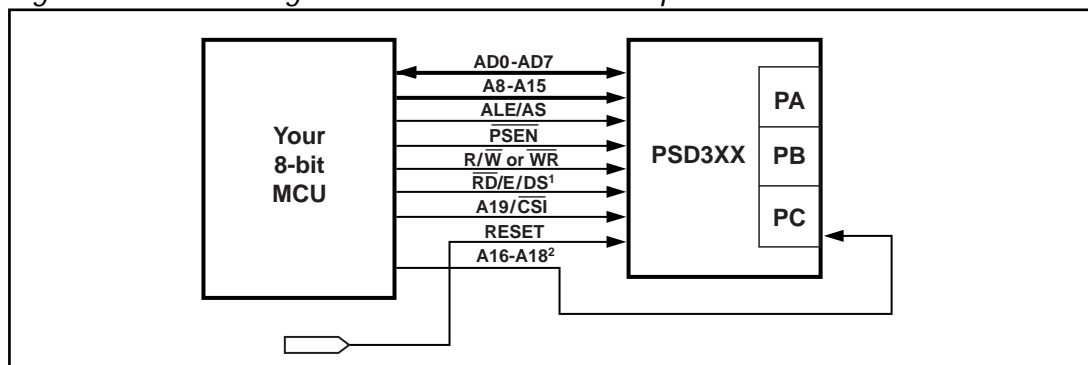 AD0-AD7
A8-A15
ALE/AS
PSEN
R/W or WR
RD/E/DS1
A19/CSI
RESET
A16-A182
Your
8-bit
MCU
PSD3XX
PA
PB
PC